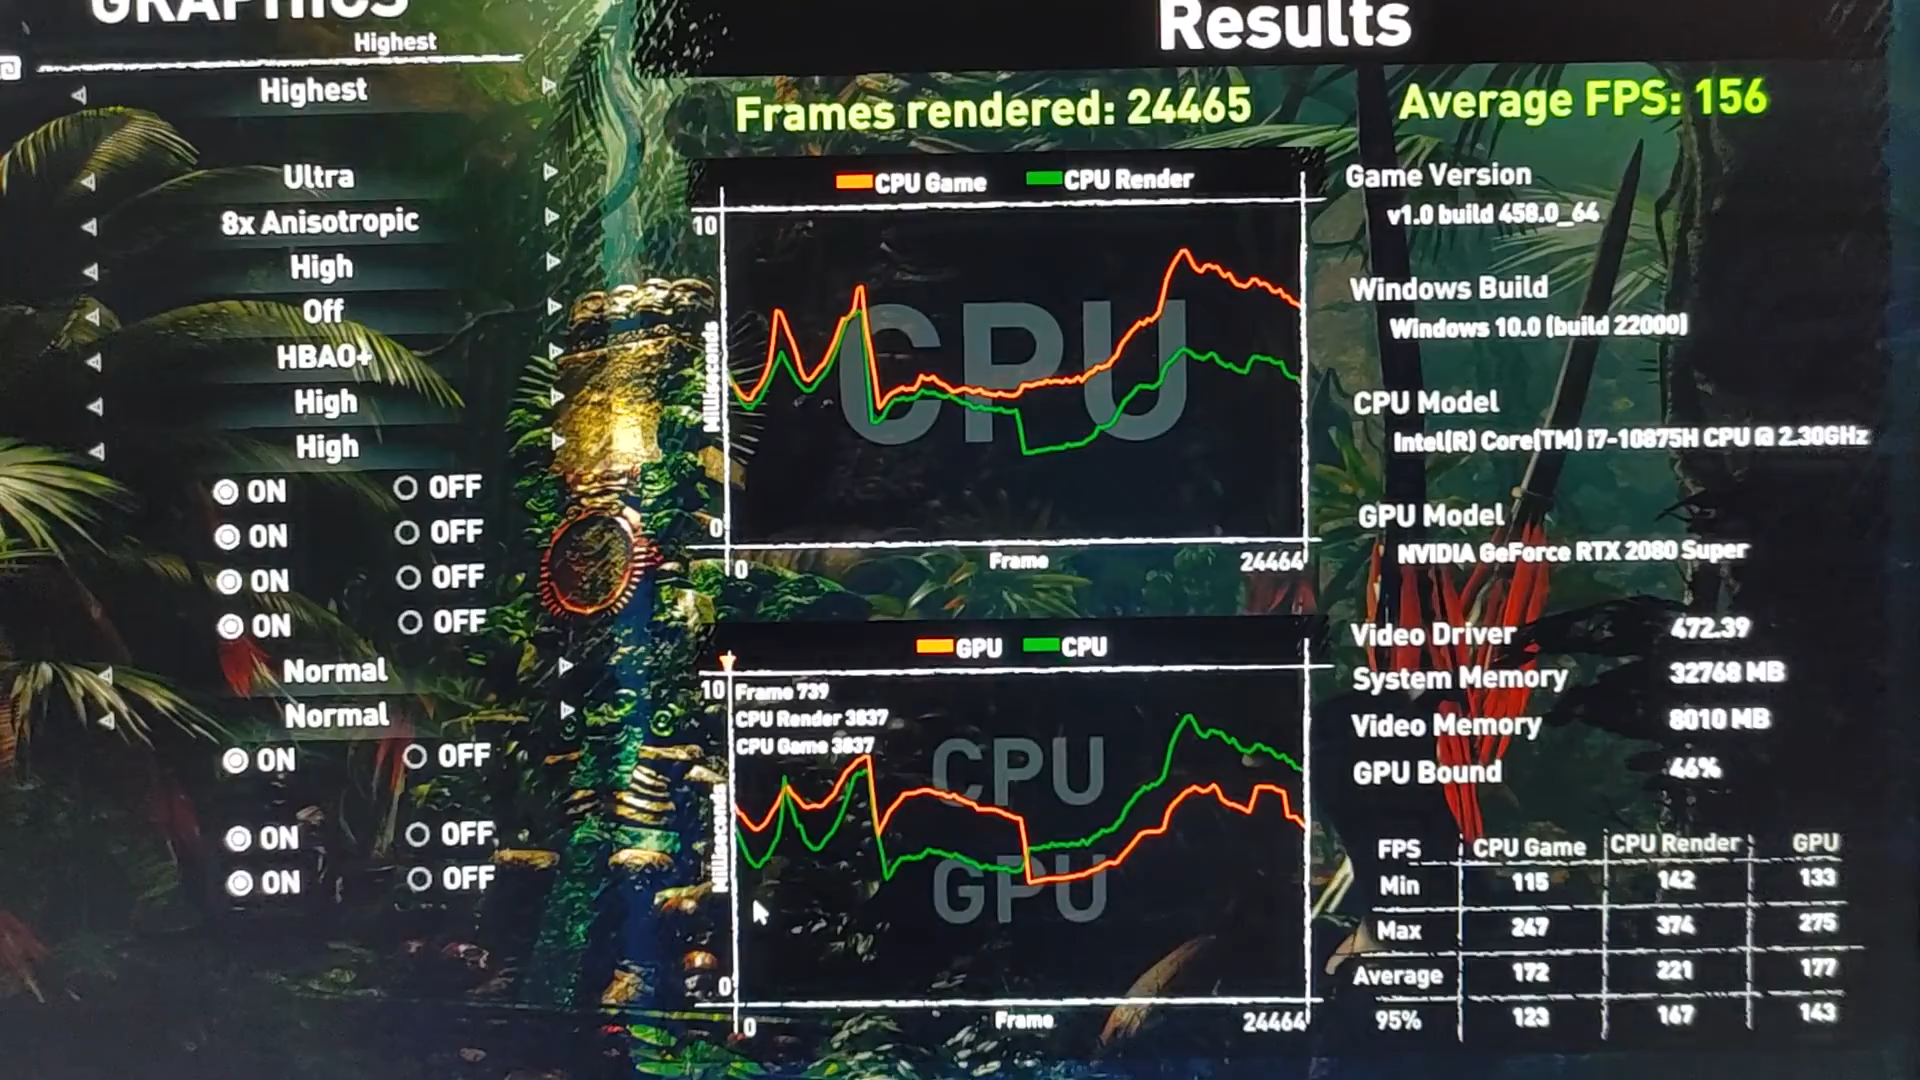 GRAPHICS
Highest
Highest
Ultra
8x Anisotropic
High
Off
HBAO+
High
High
ON OFF
ON OFF
ON OFF
ON OFF
Normal
Normal
ON OFF
ON OFF
ON OFF
Results
Frames rendered: 24465
Average FPS: 156
CPU Game CPU Render
10
Milliseconds
CPU
0
0 Frame 24464
GPU CPU
10
Frame 739
CPU Render 3837
CPU Game 3837
Milliseconds
CPU
GPU
0
0 Frame 24464
Game Version
v1.0 build 458.0_64
Windows Build
Windows 10.0 (build 22000)
CPU Model
Intel(R) Core(TM) i7-10875H CPU @ 2.30GHz
GPU Model
NVIDIA GeForce RTX 2080 Super
Video Driver 472.39
System Memory 32768 MB
Video Memory 8010 MB
GPU Bound 46%
FPS CPU Game CPU Render GPU
Min 115 142 133
Max 247 374 275
Average 172 221 177
95% 123 167 143